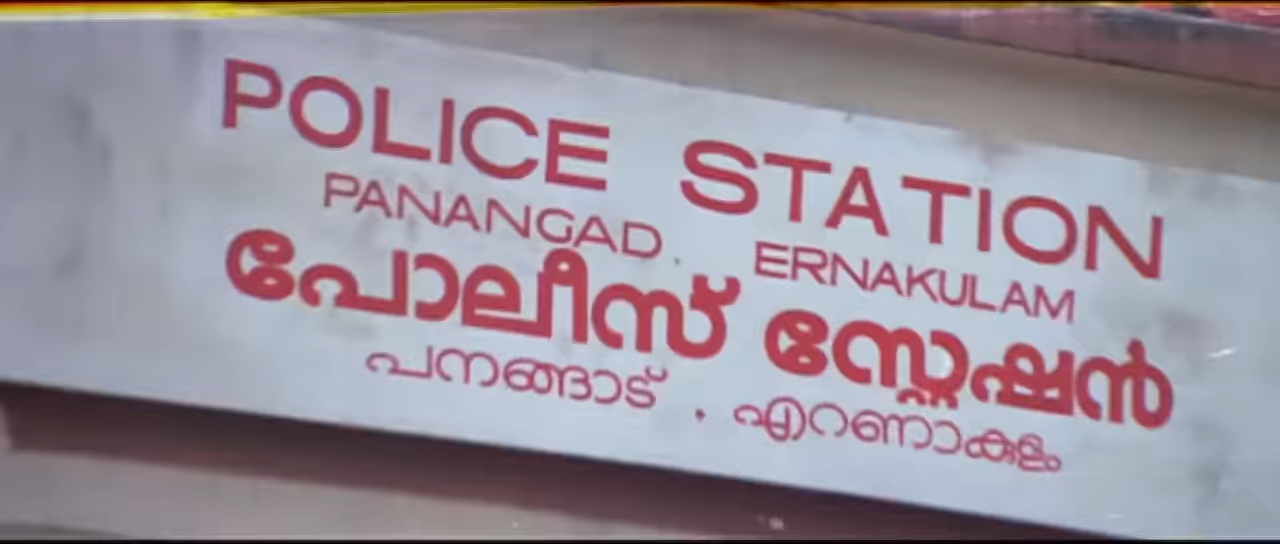 POLICE STATION
PANANGAD. ERNAKULAM
പോലീസ് സ്റ്റേഷൻ
പനങ്ങാട് . എറണാകുളം